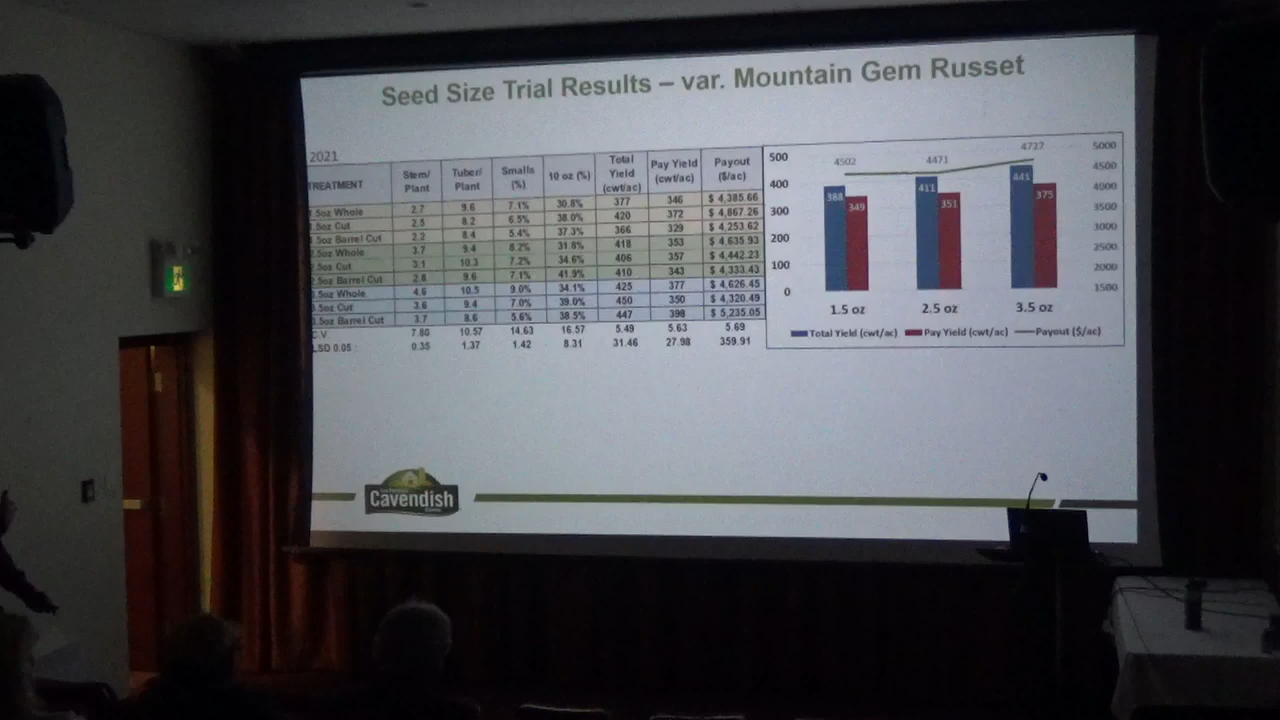 Seed Size Trial Results – var. Mountain Gem Russet
2021
TREATMENT Stem/ Plant Tuber/ Plant Smalls (%) 10 oz (%) Total Yield (cwt/ac) Pay Yield (cwt/ac) Payout ($/ac)
.5oz Whole 2.7 9.6 7.1% 30.8% 377 346 $ 4,385.66
.5oz Cut 2.5 8.2 6.5% 38.0% 420 372 $ 4,867.26
.5oz Barrel Cut 2.2 8.4 5.4% 37.3% 366 329 $ 4,253.62
.5oz Whole 3.7 9.4 8.2% 31.8% 418 353 $ 4,635.93
.5oz Cut 3.1 10.3 7.2% 34.6% 406 357 $ 4,442.23
.5oz Barrel Cut 2.8 9.6 7.1% 41.9% 410 343 $ 4,333.43
.5oz Whole 4.6 10.5 9.0% 34.1% 425 377 $ 4,626.45
.5oz Cut 3.6 9.4 7.0% 39.0% 450 350 $ 4,320.49
.5oz Barrel Cut 3.7 8.6 5.6% 38.5% 447 398 $ 5,235.05
C.V. 7.80 10.57 14.63 16.57 5.49 5.63 5.69
LSD 0.05 0.35 1.37 1.42 8.31 31.46 27.98 359.91
500
400
300
200
100
0
4502 4471 4727
388 349 411 351 441 375
5000
4500
4000
3500
3000
2500
2000
1500
1.5 oz 2.5 oz 3.5 oz
Total Yield (cwt/ac) Pay Yield (cwt/ac) Payout ($/ac)
Cavendish